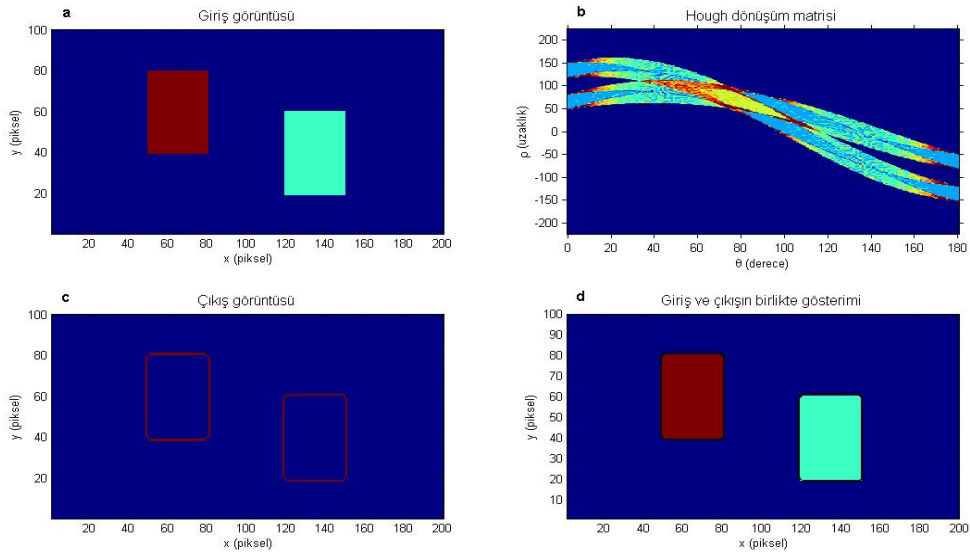 a
Giriş görüntüsü
100
80
60
40
20
y (piksel)
20 40 60 80 100 120 140 160 180 200
x (piksel)
b
Hough dönüşüm matrisi
200
150
100
50
0
-50
-100
-150
-200
ρ (uzaklık)
0 20 40 60 80 100 120 140 160 180
θ (derece)
c
Çıkış görüntüsü
100
80
60
40
20
y (piksel)
20 40 60 80 100 120 140 160 180 200
x (piksel)
d
Giriş ve çıkışın birlikte gösterimi
100
90
80
70
60
50
40
30
20
10
y (piksel)
20 40 60 80 100 120 140 160 180 200
x (piksel)